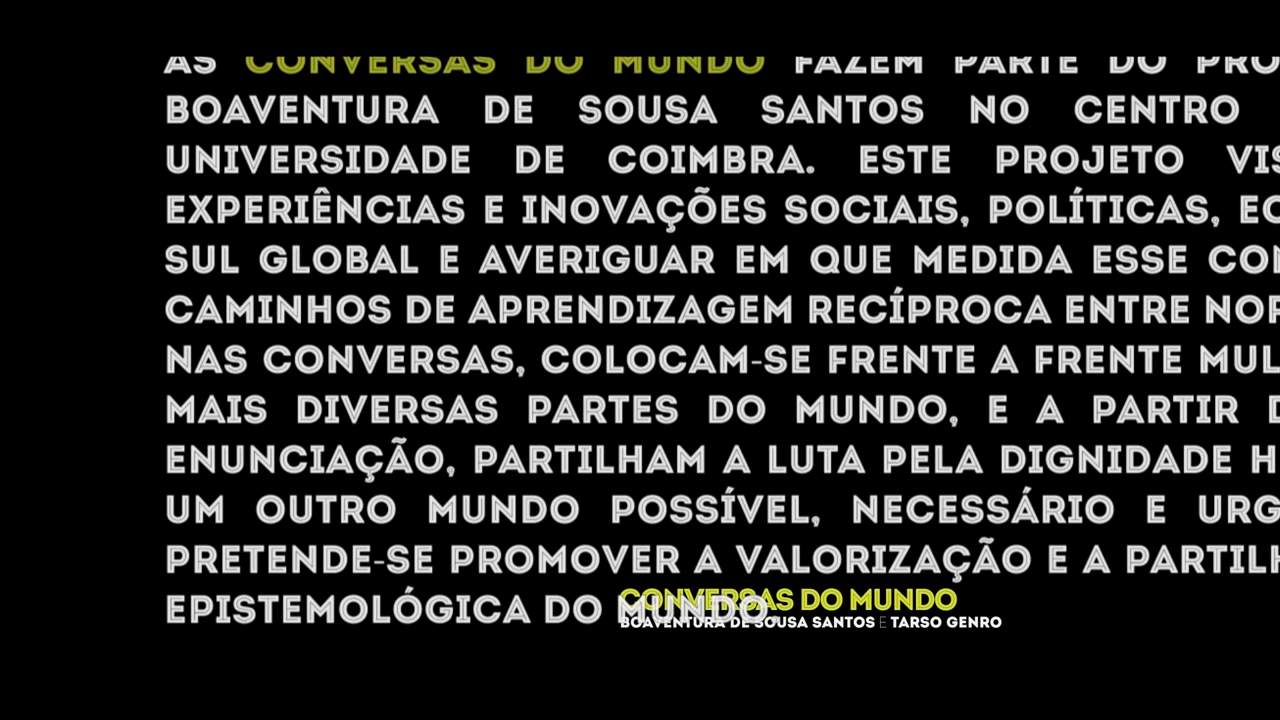 AS CONVERSAS DO MUNDO FAZEM PARTE DO
BOAVENTURA DE SOUSA SANTOS NO CENTRO
UNIVERSIDADE DE COIMBRA. ESTE PROJETO
EXPERIÊNCIAS E INOVAÇÕES SOCIAIS, POLÍTICAS,
SUL GLOBAL E AVERIGUAR EM QUE MEDIDA ESSE
CAMINHOS DE APRENDIZAGEM RECÍPROCA ENTRE
NAS CONVERSAS, COLOCAM-SE FRENTE A FRENTE
MAIS DIVERSAS PARTES DO MUNDO, E A PARTIR
ENUNCIAÇÃO, PARTILHAM A LUTA PELA DIGNIDADE
UM OUTRO MUNDO POSSÍVEL, NECESSÁRIO E
PRETENDE-SE PROMOVER A VALORIZAÇÃO E A
EPISTEMOLÓGICA DO MUNDO.
CONVERSAS DO MUNDO
BOAVENTURA DE SOUSA SANTOS E TARSO GENRO